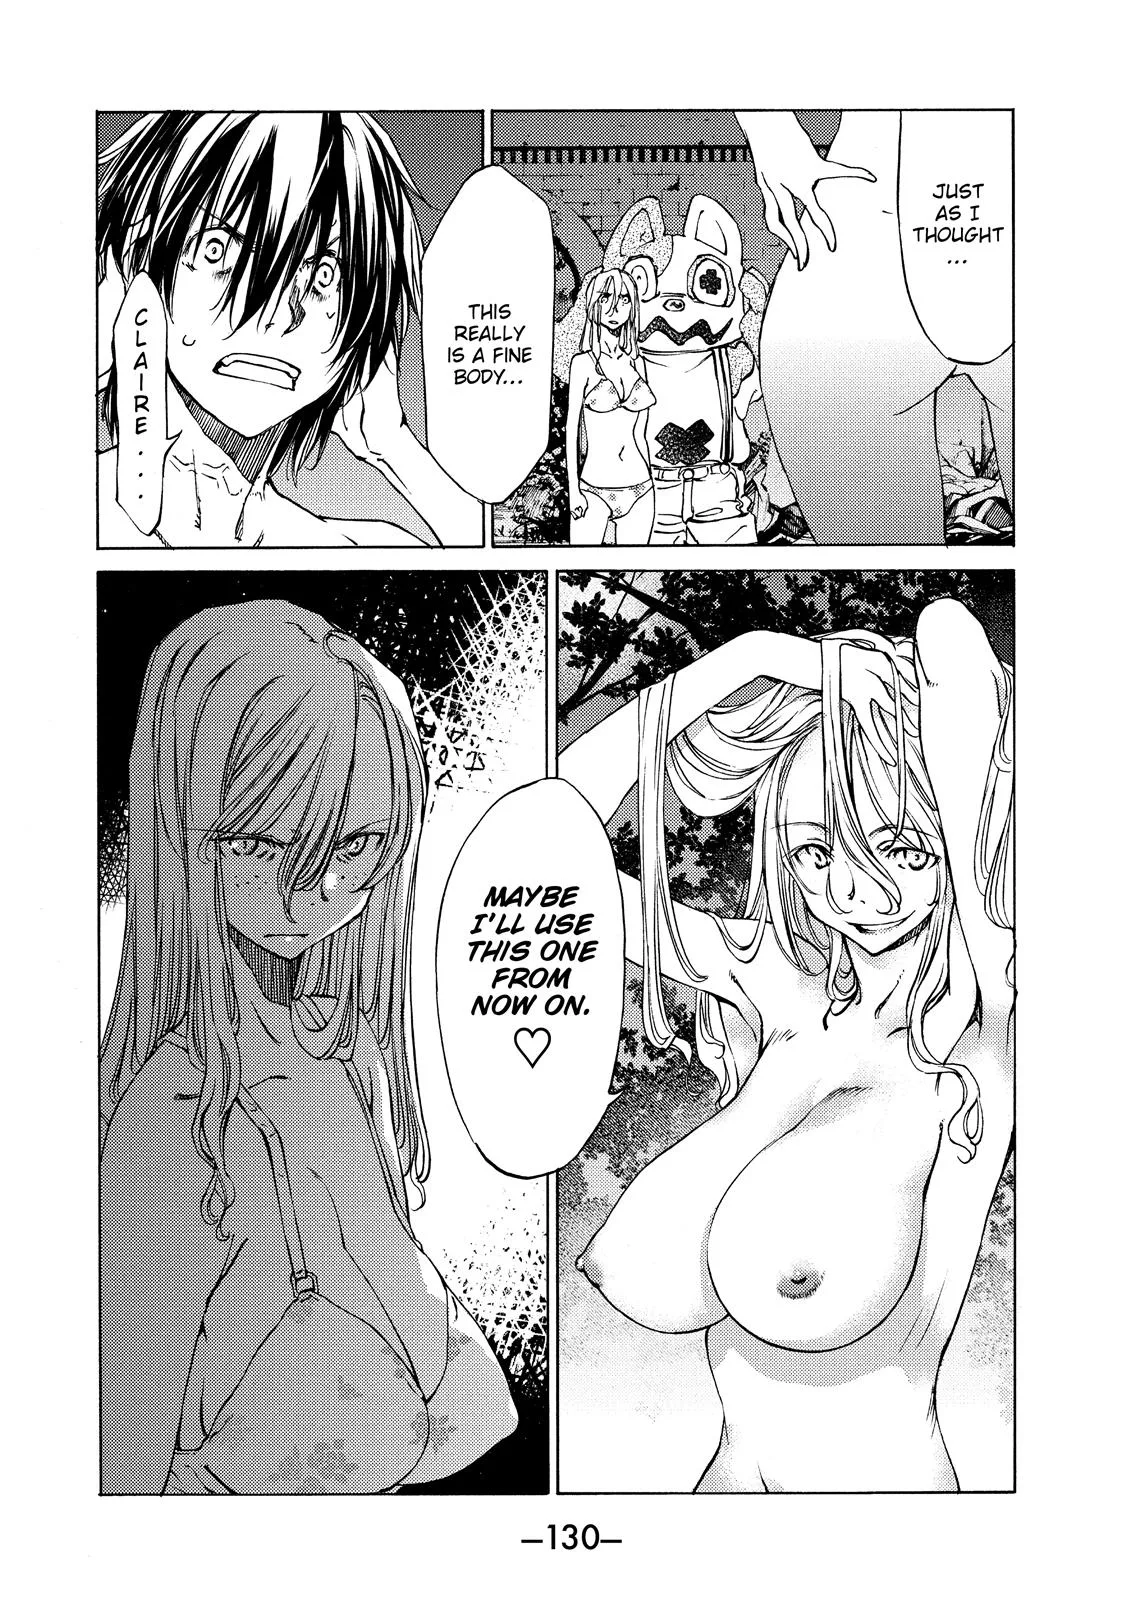 JUST
AS I
THOUGHT
...
THIS
REALLY
IS A FINE
BODY...
CLAIRE...
MAYBE
I'LL USE
THIS ONE
FROM
NOW ON.
♡
—130—